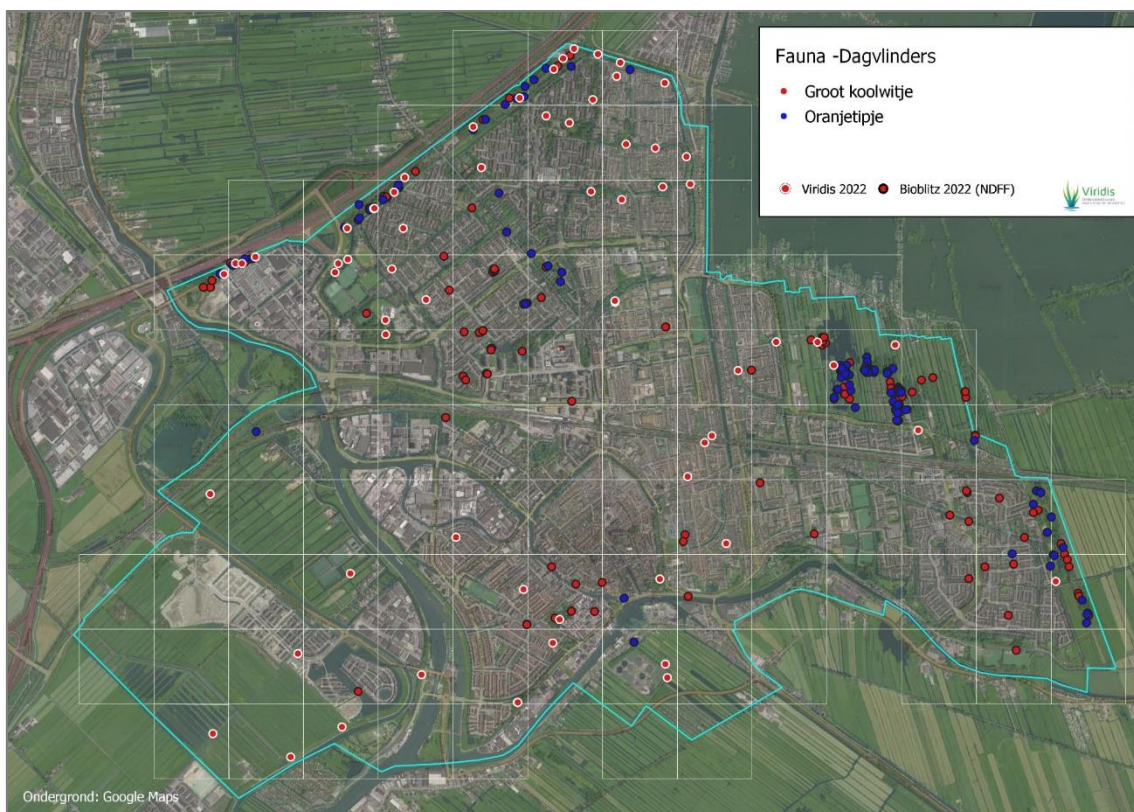 Fauna -Dagvlinders
Groot koolwitje
Oranjetipje
Viridis 2022
Bioblitz 2022 (NDFF)
Viridis
Ondergrond: Google Maps